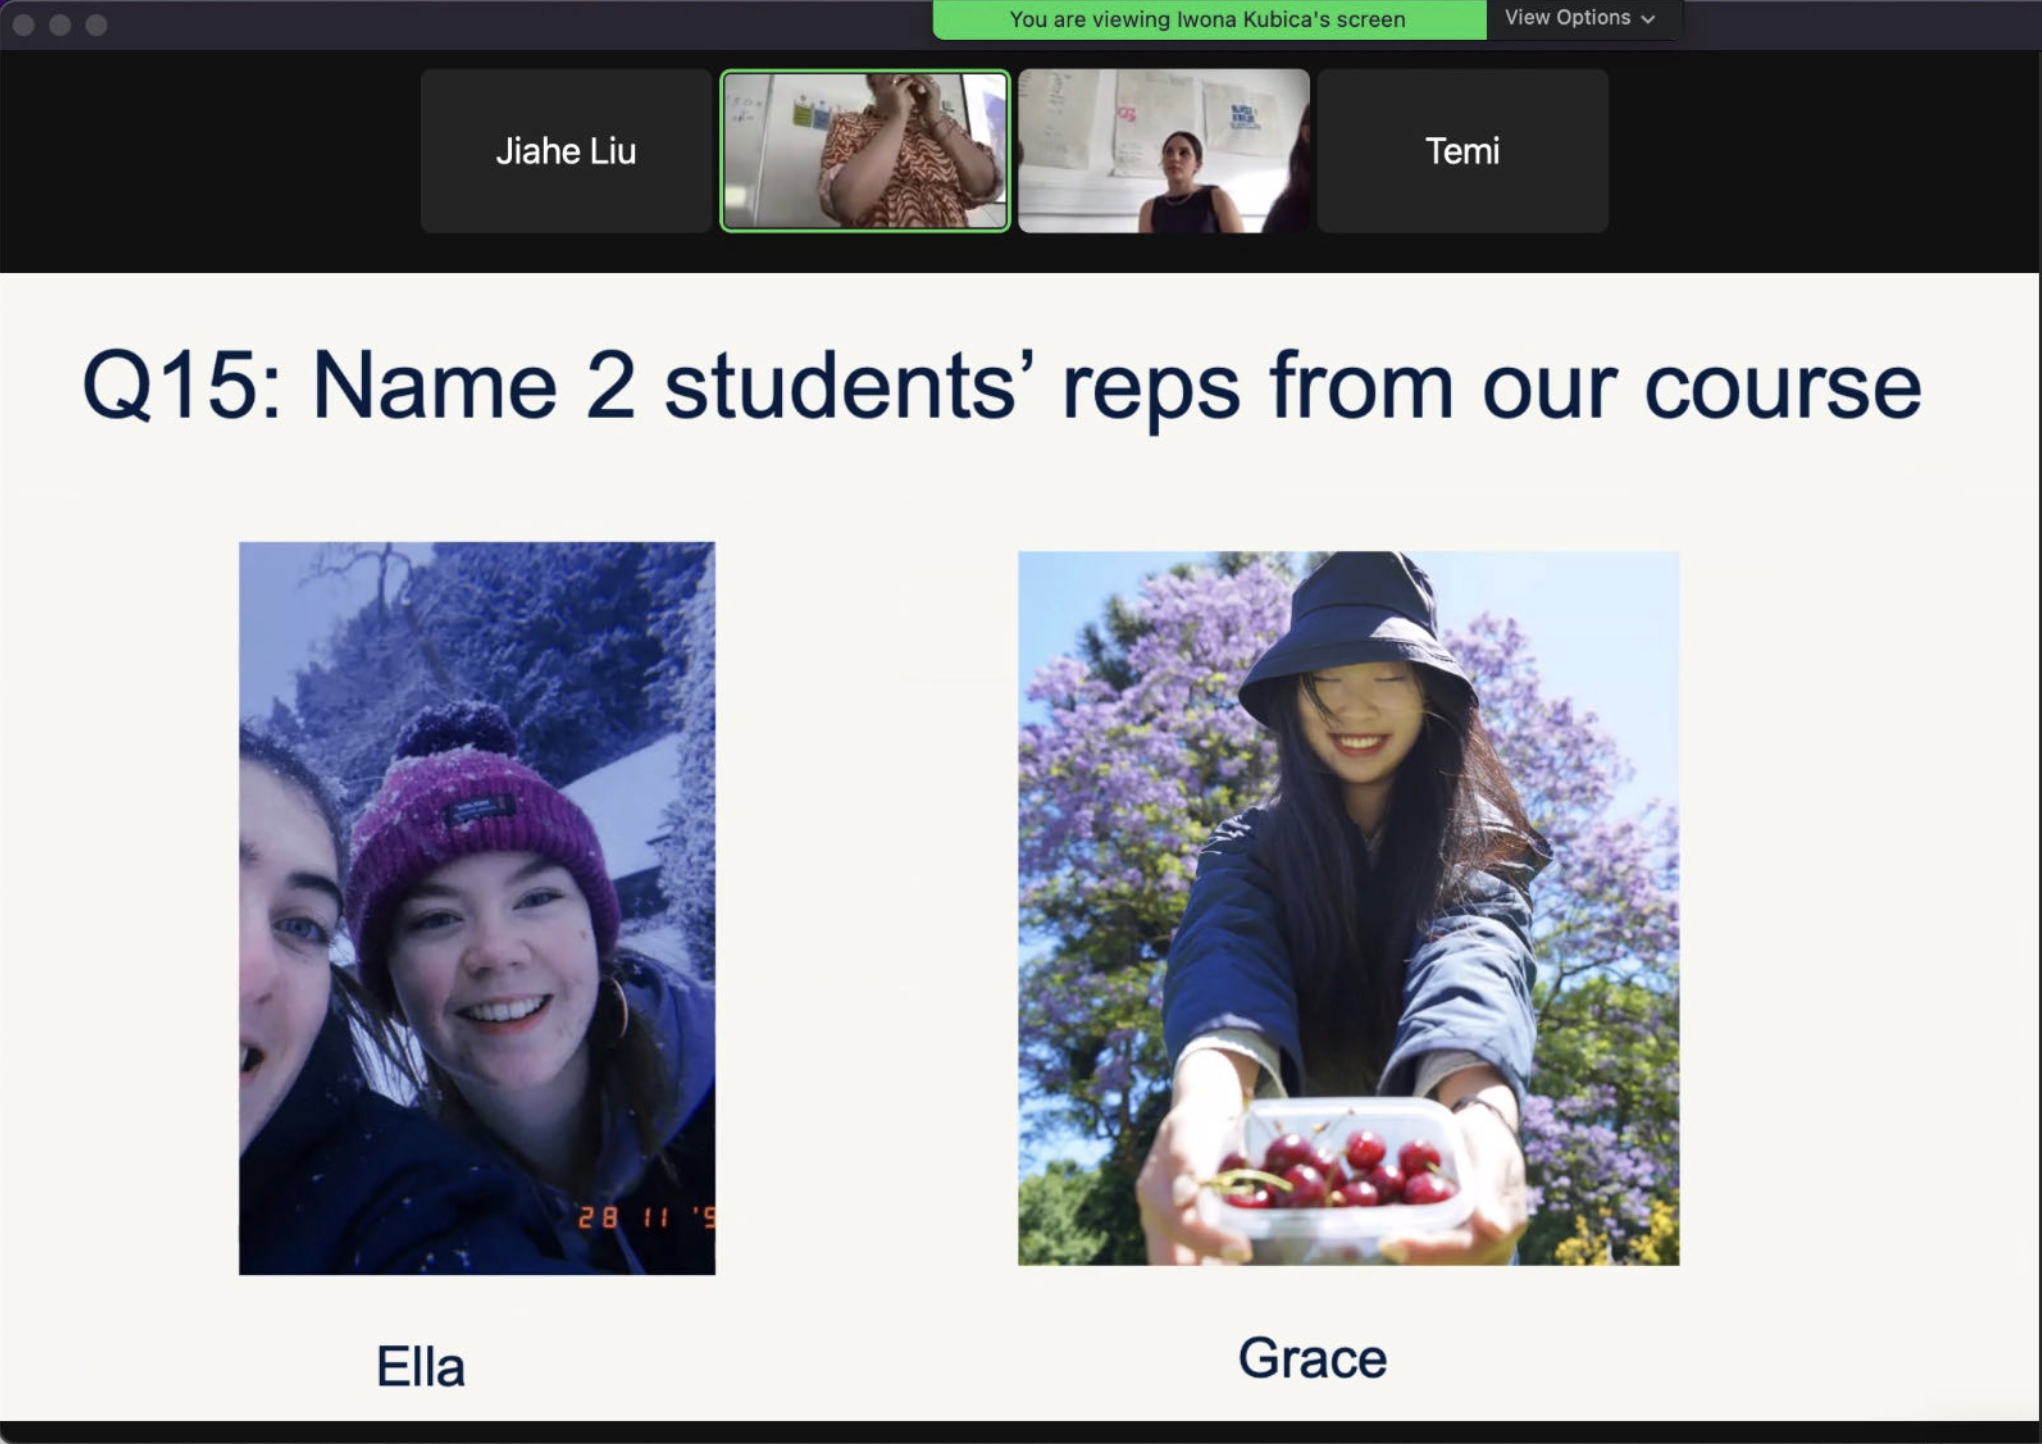 You are viewing Iwona Kubica's screen
View Options
Jiahe Liu
Temi
Q15: Name 2 students’ reps from our course
28 11 '9
Ella
Grace